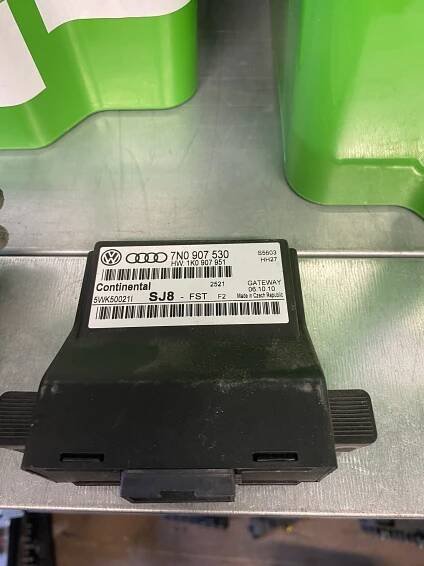 7N0 907 530 S5603
HW 1K0 907 951 HH27
Continental 2521 GATEWAY
06.10.10
5WK50021I SJ8 - FST F2 Made in Czech Republic